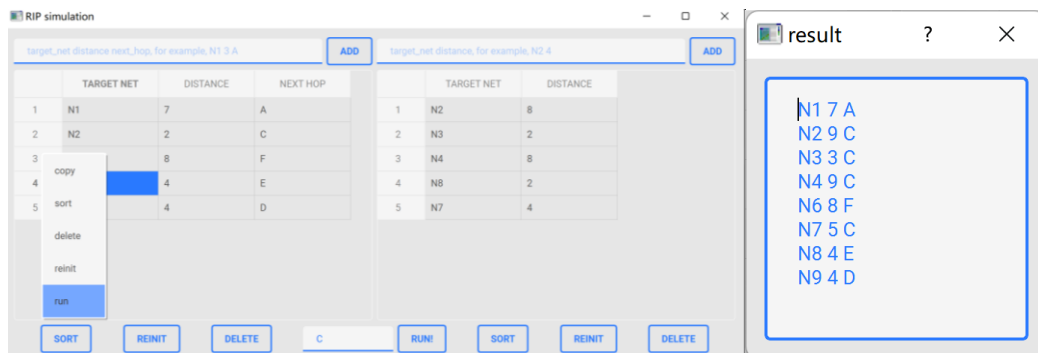 RIP simulation
target_net distance next_hop, for example, N1 3 A
ADD
target_net distance, for example, N2 4
ADD
TARGET NET DISTANCE NEXT HOP
1 N1 7 A
2 N2 2 C
3 8 F
4 4 E
5 4 D
copy
sort
delete
reinit
run
TARGET NET DISTANCE
1 N2 8
2 N3 2
3 N4 8
4 N8 2
5 N7 4
SORT REINIT DELETE C RUN! SORT REINIT DELETE
result ?
N1 7 A
N2 9 C
N3 3 C
N4 9 C
N6 8 F
N7 5 C
N8 4 E
N9 4 D